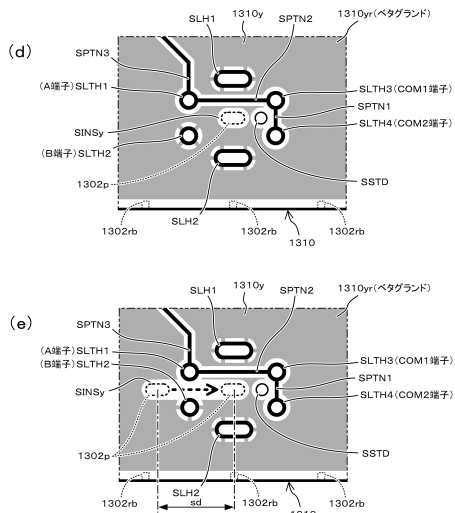 (d)
SLH1
1310y
SPTN2
1310yr(ベタグランド)
SPTN3
(A端子)SLTH1
SLTH3(COM1端子)
SPTN1
SINSy
SLTH4(COM2端子)
(B端子)SLTH2
1302p
SSTD
SLH2
1302rb
1302rb
1302rb
1310
(e)
SLH1
1310y
SPTN2
1310yr(ベタグランド)
SPTN3
(A端子)SLTH1
(B端子)SLTH2
SLTH3(COM1端子)
SPTN1
SINSy
SLTH4(COM2端子)
1302p
SSTD
SLH2
1302rb
sd
1302rb
1302rb